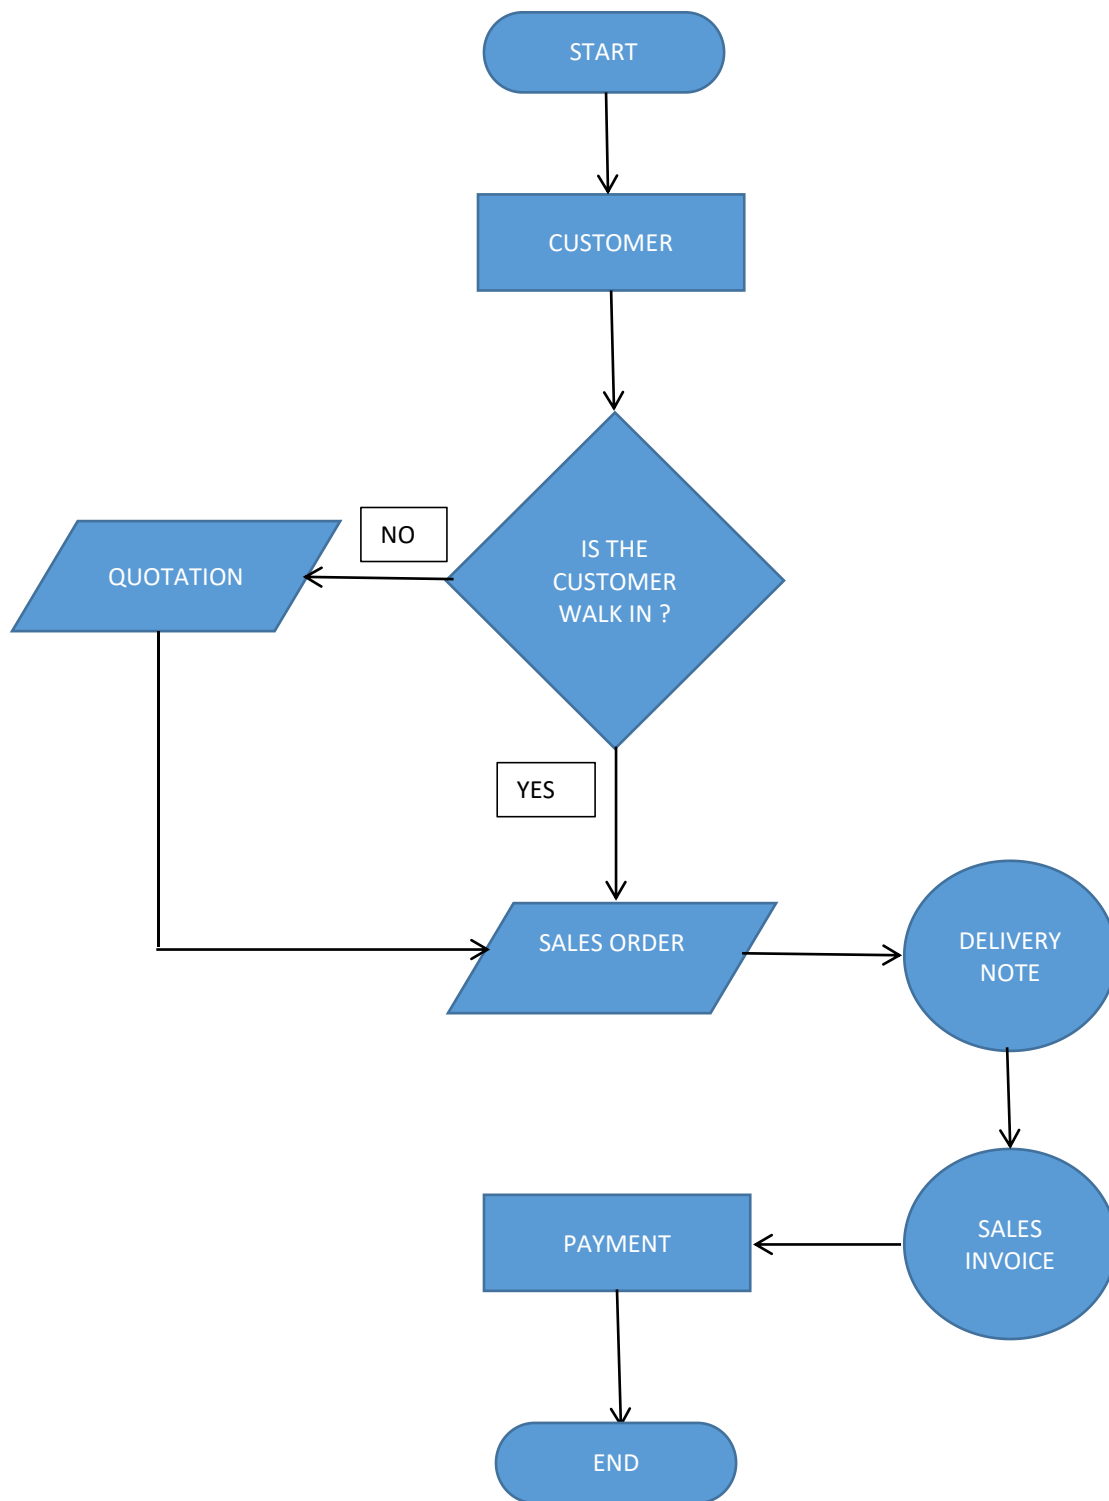 START
CUSTOMER
NO
IS THE
CUSTOMER
WALK IN ?
QUOTATION
YES
SALES ORDER
DELIVERY
NOTE
SALES
INVOICE
PAYMENT
END